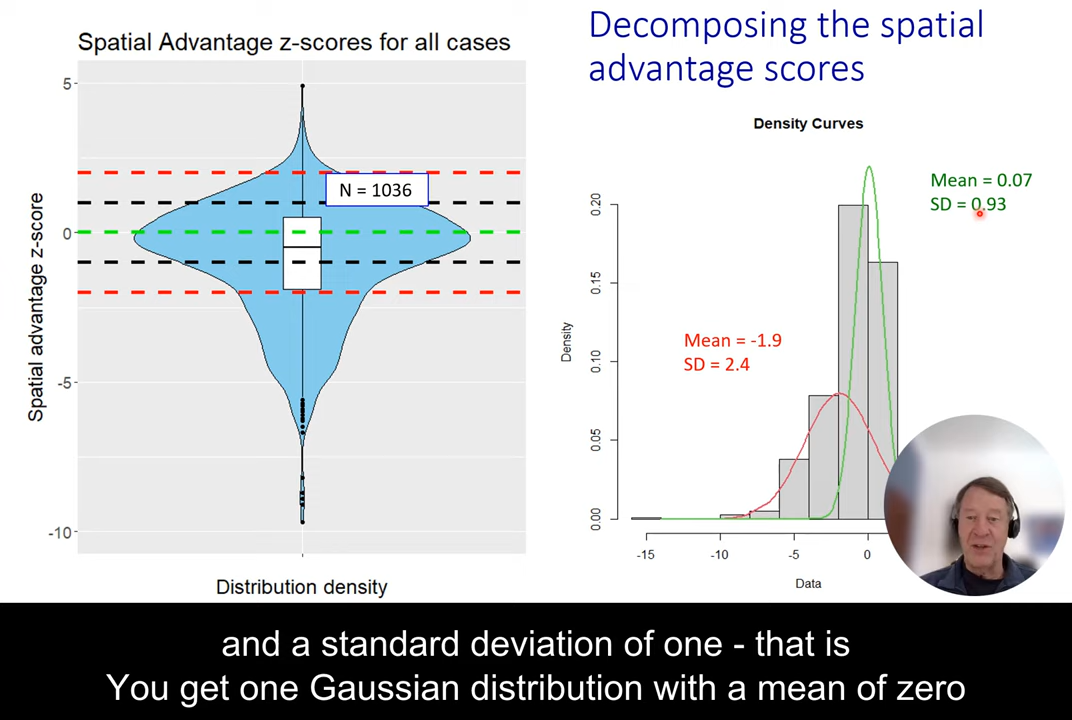 Spatial Advantage z-scores for all cases
5
0
-5
-10
Spatial advantage z-score
N = 1036
Distribution density
Decomposing the spatial
advantage scores
Density Curves
Mean = 0.07
SD = 0.93
Mean = -1.9
SD = 2.4
0.20
0.15
0.10
0.05
0.00
Density
-15
-10
-5
0
Data
and a standard deviation of one - that is
You get one Gaussian distribution with a mean of zero